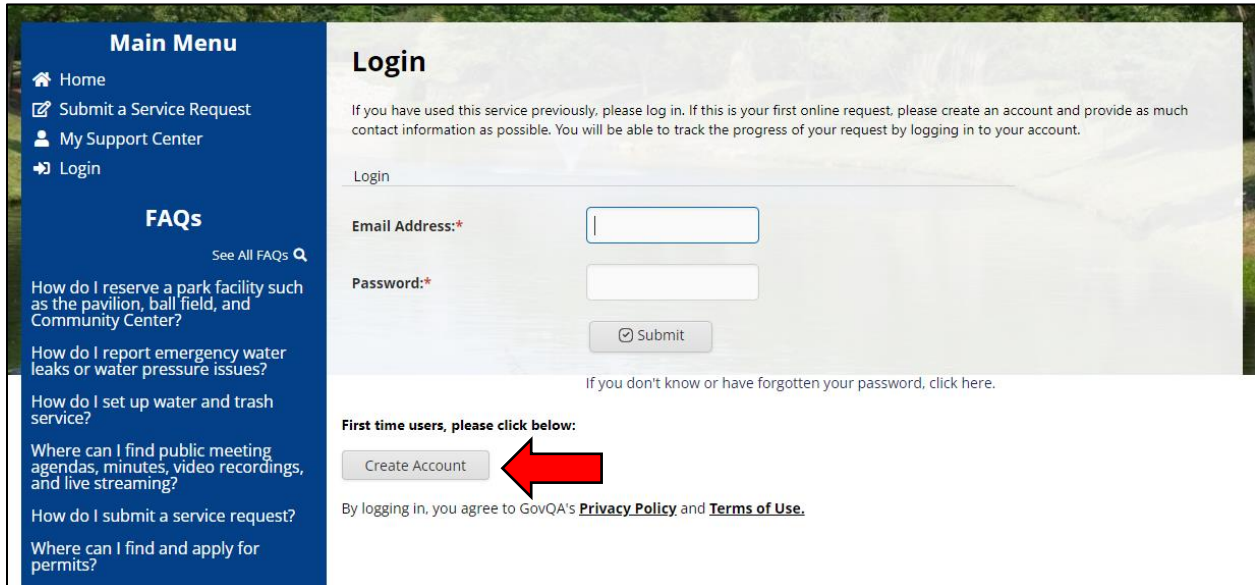 Main Menu
Home
Submit a Service Request
My Support Center
Login
FAQs
See All FAQs
How do I reserve a park facility such
as the pavilion, ball field, and
Community Center?
How do I report emergency water
leaks or water pressure issues?
How do I set up water and trash
service?
Where can I find public meeting
agendas, minutes, video recordings,
and live streaming?
How do I submit a service request?
Where can I find and apply for
permits?
Login
If you have used this service previously, please log in. If this is your first online request, please create an account and provide as much
contact information as possible. You will be able to track the progress of your request by logging in to your account.
Login
Email Address:*
Password:*
Submit
If you don't know or have forgotten your password, click here.
First time users, please click below:
Create Account
By logging in, you agree to GovQA's Privacy Policy and Terms of Use.